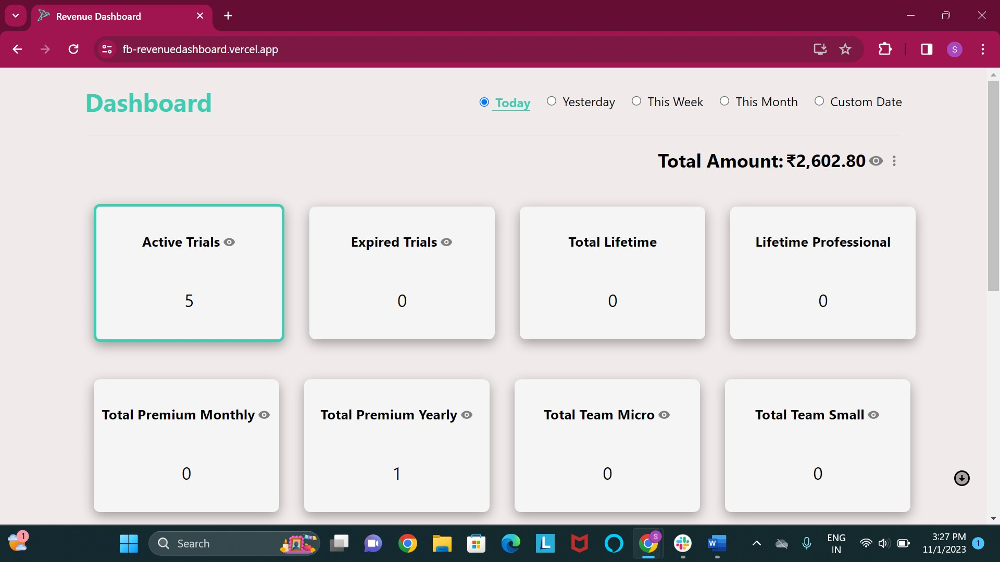 Revenue Dashboard
fb-revenuedashboard.vercel.app
S
Dashboard
Today Yesterday This Week This Month Custom Date
Total Amount: ₹2,602.80
Active Trials Expired Trials Total Lifetime Lifetime Professional
5 0 0 0
Total Premium Monthly Total Premium Yearly Total Team Micro Total Team Small
0 1 0 0
1
Search
L
S
W
ENG
IN
3:27 PM
11/1/2023
1